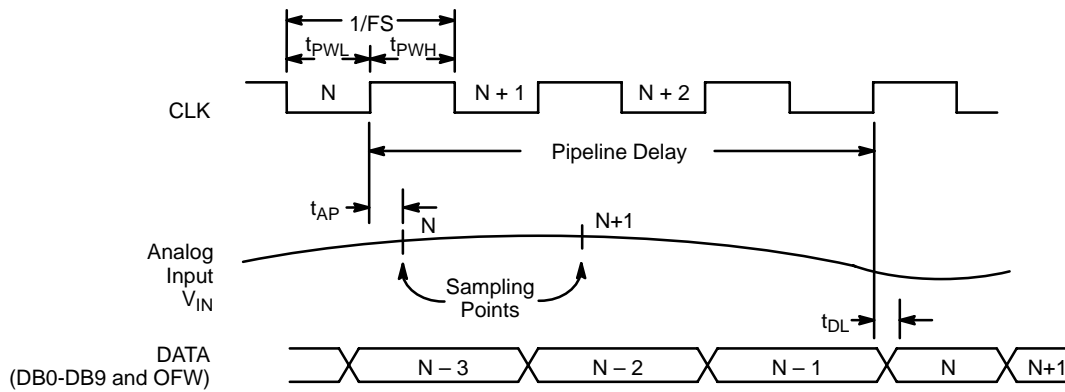 1/FS
tPWL tPWH
N N + 1 N + 2
CLK
Pipeline Delay
tAP
N N+1
Analog
Input
VIN
Sampling
Points
tDL
DATA
(DB0-DB9 and OFW)
N – 3 N – 2 N – 1 N N+1